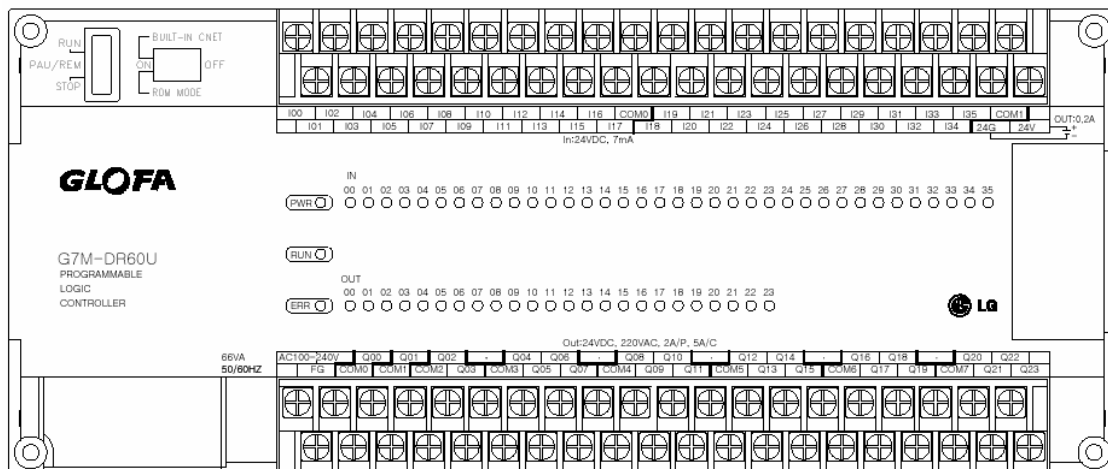 RUN
PAU/REM
STOP
BUILT-IN CNET
ON OFF
ROM MODE
I00 I02 I04 I06 I08 I10 I12 I14 I16 COM0 I19 I21 I23 I25 I27 I29 I31 I33 I35 COM1
I01 I03 I05 I07 I09 I11 I13 I15 I17 I18 I20 I22 I24 I26 I28 I30 I32 I34 24G 24V
OUT:0,2A
+
-
In:24VDC, 7mA
GLOFA
IN
00 01 02 03 04 05 06 07 08 09 10 11 12 13 14 15 16 17 18 19 20 21 22 23 24 25 26 27 28 29 30 31 32 33 34 35
PWR
G7M-DR60U
PROGRAMMABLE
LOGIC
CONTROLLER
RUN
OUT
00 01 02 03 04 05 06 07 08 09 10 11 12 13 14 15 16 17 18 19 20 21 22 23
ERR
LG
Out:24VDC, 220VAC, 2A/P, 5A/C
66VA
50/60HZ
AC100-240V Q00 Q01 Q02 · Q04 Q06 · Q08 Q10 · Q12 Q14 · Q16 Q18 · Q20 Q22
FG COM0 COM1 COM2 Q03 COM3 Q05 Q07 COM4 Q09 Q11 COM5 Q13 Q15 COM6 Q17 Q19 COM7 Q21 Q23